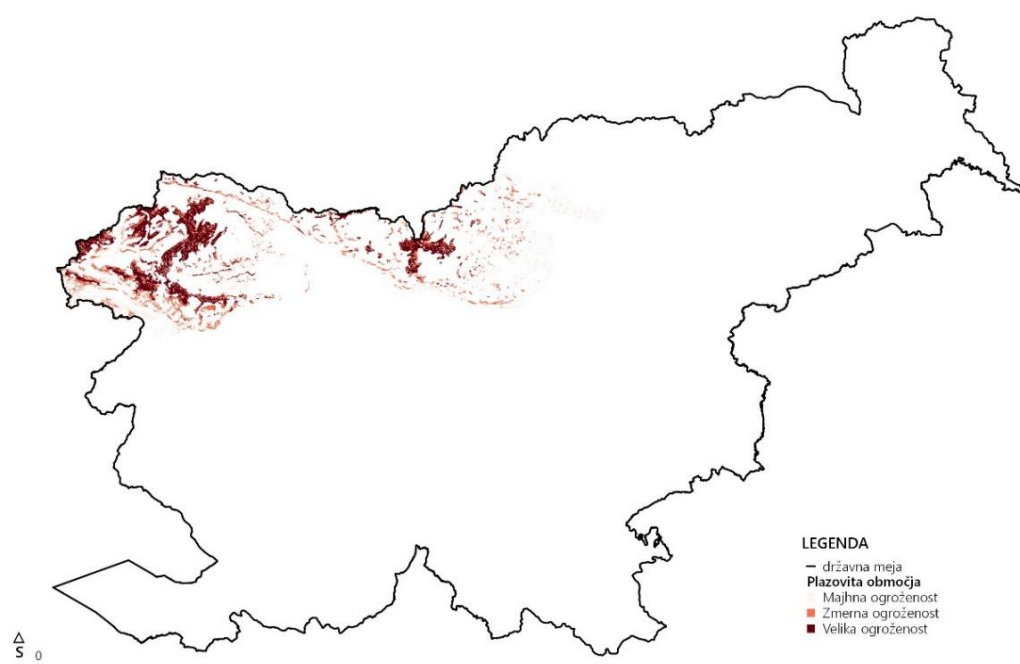 LEGENDA
državna meja
Plazovita območja
Majhna ogroženost
Zmerna ogroženost
Velika ogroženost
S 0